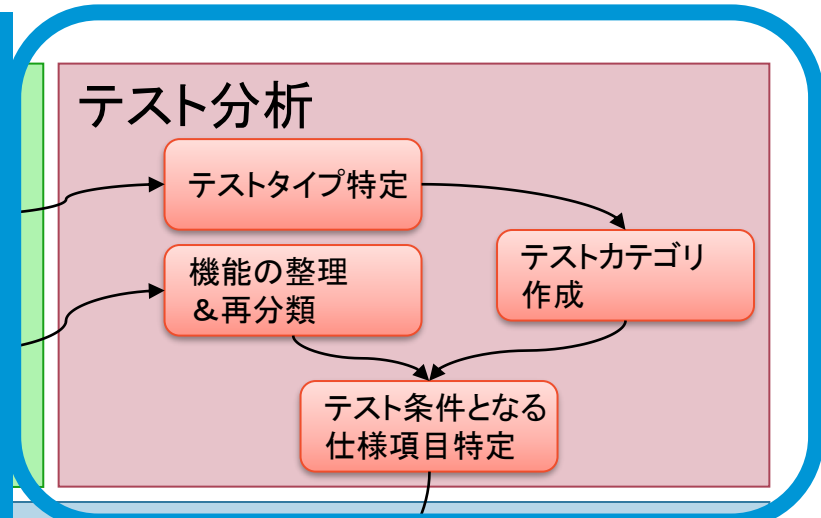 テスト分析
テストタイプ特定
機能の整理
＆再分類
テストカテゴリ
作成
テスト条件となる
仕様項目特定